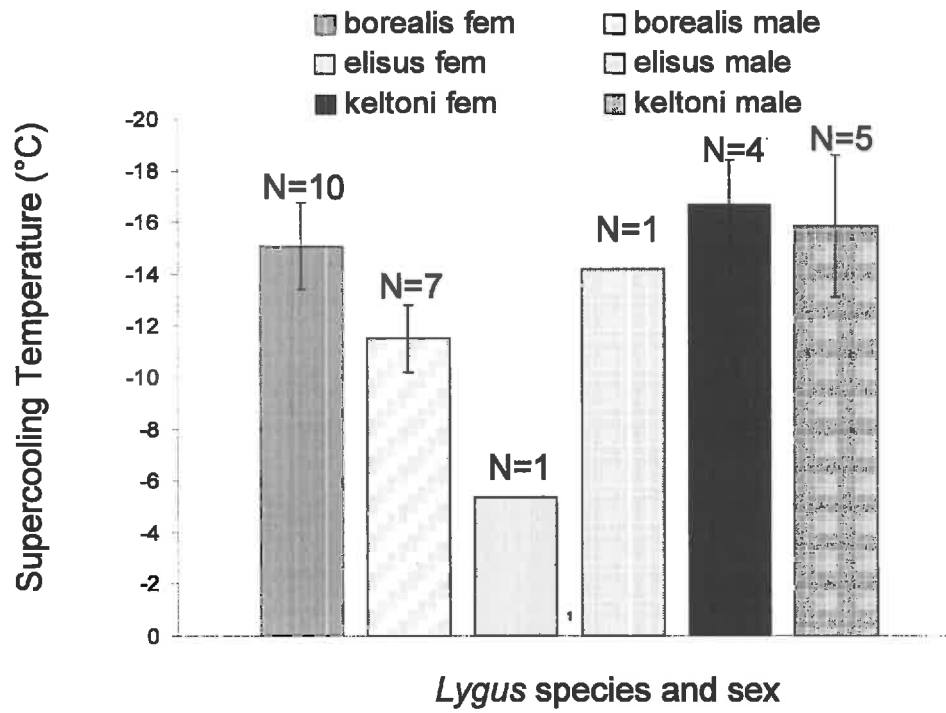 borealis fem borealis male
elisus fem elisus male
keltoni fem keltoni male
Supercooling Temperature (°C)
-20
-18
-16
-14
-12
-10
-8
-6
-4
-2
0
N=10
N=7
N=1
N=1
N=4
N=5
1
Lygus species and sex